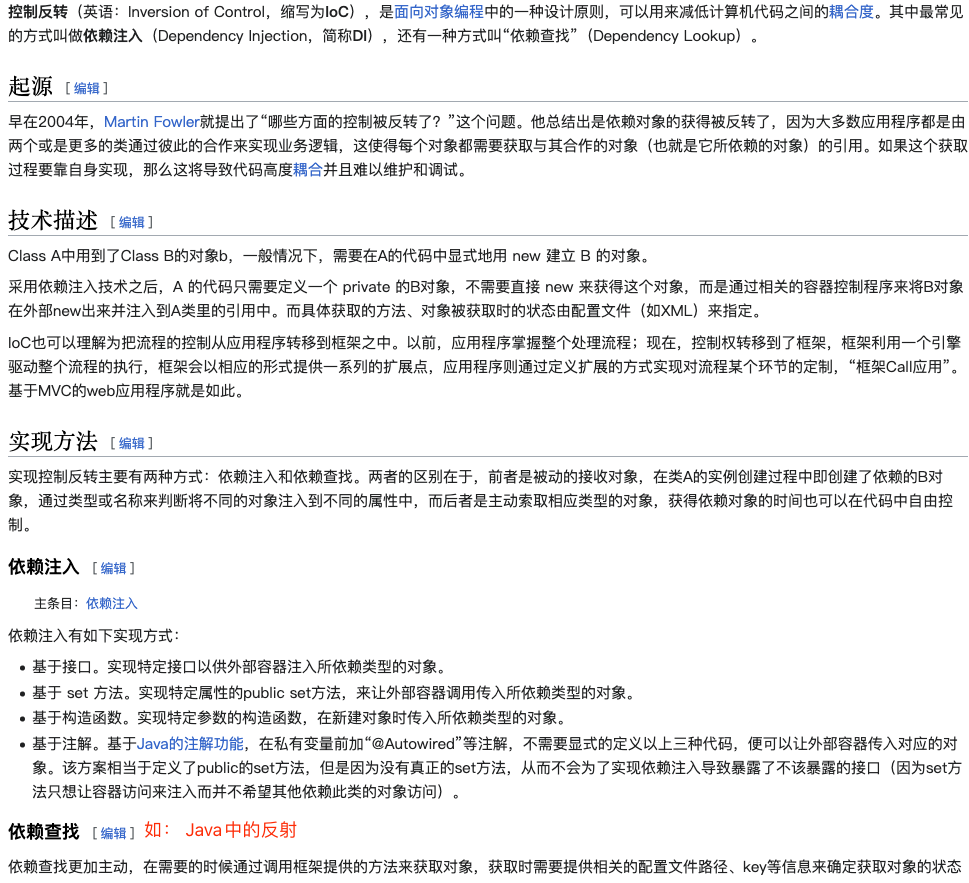 控制反转（英语：Inversion of Control，缩写为IoC），是面向对象编程中的一种设计原则，可以用来减低计算机代码之间的耦合度。其中最常见
的方式叫做依赖注入（Dependency Injection，简称DI），还有一种方式叫“依赖查找”（Dependency Lookup）。
起源 [ 编辑 ]
早在2004年，Martin Fowler就提出了“哪些方面的控制被反转了？”这个问题。他总结出是依赖对象的获得被反转了，因为大多数应用程序都是由
两个或是更多的类通过彼此的合作来实现业务逻辑，这使得每个对象都需要获取与其合作的对象（也就是它所依赖的对象）的引用。如果这个获取
过程要靠自身实现，那么这将导致代码高度耦合并且难以维护和调试。
技术描述 [ 编辑 ]
Class A中用到了Class B的对象b，一般情况下，需要在A的代码中显式地用 new 建立 B 的对象。
采用依赖注入技术之后，A 的代码只需要定义一个 private 的B对象，不需要直接 new 来获得这个对象，而是通过相关的容器控制程序来将B对象
在外部new出来并注入到A类里的引用中。而具体获取的方法、对象被获取时的状态由配置文件（如XML）来指定。
IoC也可以理解为把流程的控制从应用程序转移到框架之中。以前，应用程序掌握整个处理流程；现在，控制权转移到了框架，框架利用一个引擎
驱动整个流程的执行，框架会以相应的形式提供一系列的扩展点，应用程序则通过定义扩展的方式实现对流程某个环节的定制，“框架Call应用”。
基于MVC的web应用程序就是如此。
实现方法 [ 编辑 ]
实现控制反转主要有两种方式：依赖注入和依赖查找。两者的区别在于，前者是被动的接收对象，在类A的实例创建过程中即创建了依赖的B对
象，通过类型或名称来判断将不同的对象注入到不同的属性中，而后者是主动索取相应类型的对象，获得依赖对象的时间也可以在代码中自由控
制。
依赖注入 [ 编辑 ]
主条目：依赖注入
依赖注入有如下实现方式：
• 基于接口。实现特定接口以供外部容器注入所依赖类型的对象。
• 基于 set 方法。实现特定属性的public set方法，来让外部容器调用传入所依赖类型的对象。
• 基于构造函数。实现特定参数的构造函数，在新建对象时传入所依赖类型的对象。
• 基于注解。基于Java的注解功能，在私有变量前加“@Autowired”等注解，不需要显式的定义以上三种代码，便可以让外部容器传入对应的对
象。该方案相当于定义了public的set方法，但是因为没有真正的set方法，从而不会为了实现依赖注入导致暴露了不该暴露的接口（因为set方
法只想让容器访问来注入而并不希望其他依赖此类的对象访问）。
依赖查找 [ 编辑 ] 如： Java中的反射
依赖查找更加主动，在需要的时候通过调用框架提供的方法来获取对象，获取时需要提供相关的配置文件路径、key等信息来确定获取对象的状态